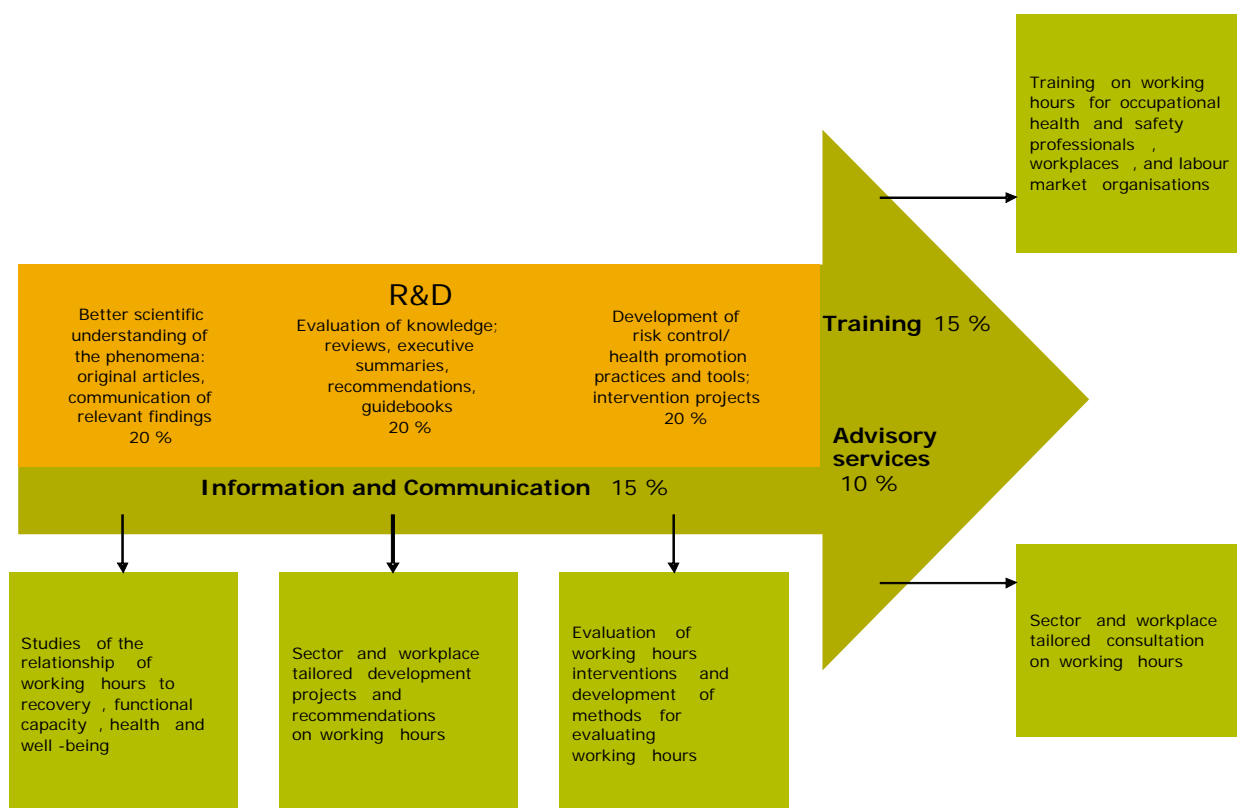 Training on working
hours for occupational
health and safety
professionals ,
workplaces , and labour
market organisations
R&D
Better scientific
understanding of
the phenomena:
original articles,
communication of
relevant findings
20 %
Evaluation of knowledge;
reviews, executive
summaries,
recommendations,
guidebooks
20 %
Development of
risk control/
health promotion
practices and tools;
intervention projects
20 %
Training 15 %
Advisory
services
10 %
Information and Communication 15 %
Studies of the
relationship of
working hours to
recovery , functional
capacity , health and
well -being
Sector and workplace
tailored development
projects and
recommendations
on working hours
Evaluation of
working hours
interventions and
development of
methods for
evaluating
working hours
Sector and workplace
tailored consultation
on working hours